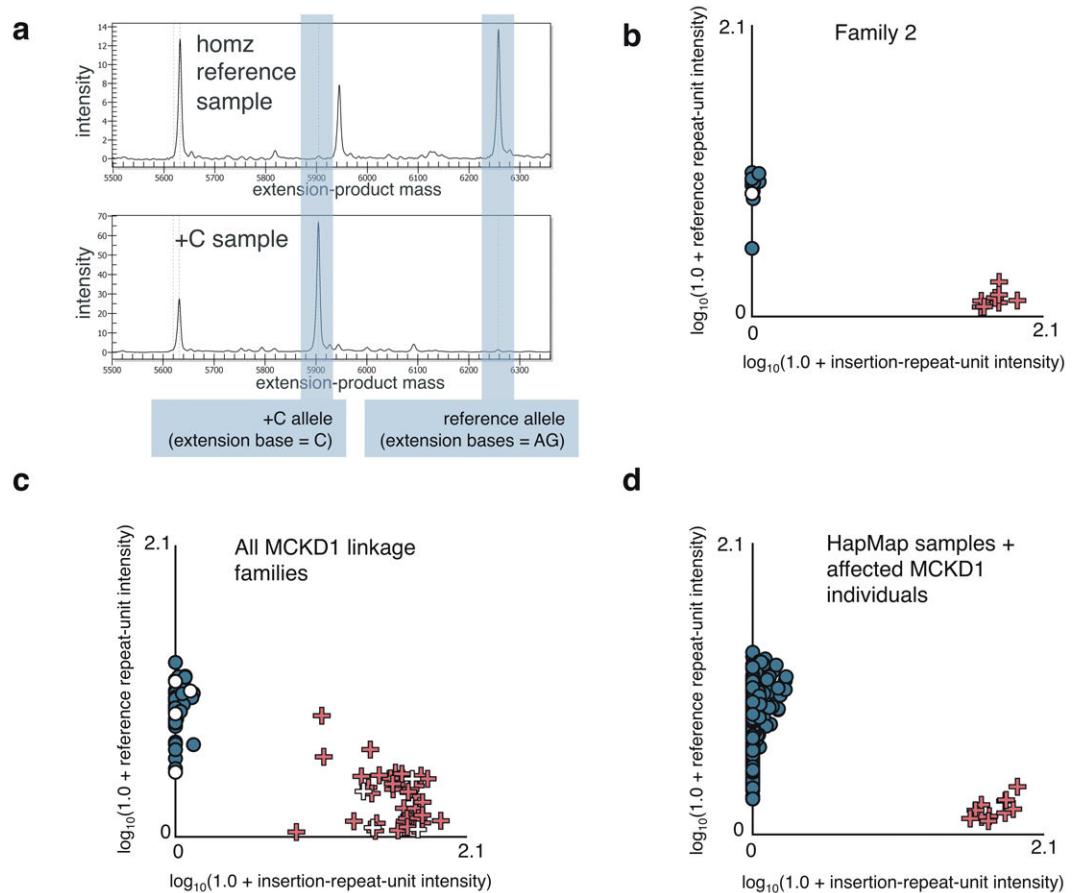 a
homz
reference
sample
intensity
14
12
10
8
6
4
2
0
5500 5600 5700 5800 5900 6000 6100 6200 6300
extension-product mass
+C sample
intensity
70
60
50
40
30
20
10
0
5500 5600 5700 5800 5900 6000 6100 6200 6300
extension-product mass
+C allele
(extension base = C)
reference allele
(extension bases = AG)
b
Family 2
2.1
log10(1.0 + reference repeat-unit intensity)
0
0
2.1
log10(1.0 + insertion-repeat-unit intensity)
c
All MCKD1 linkage
families
2.1
log10(1.0 + reference repeat-unit intensity)
0
0
2.1
log10(1.0 + insertion-repeat-unit intensity)
d
HapMap samples +
affected MCKD1
individuals
2.1
log10(1.0 + reference repeat-unit intensity)
0
0
2.1
log10(1.0 + insertion-repeat-unit intensity)